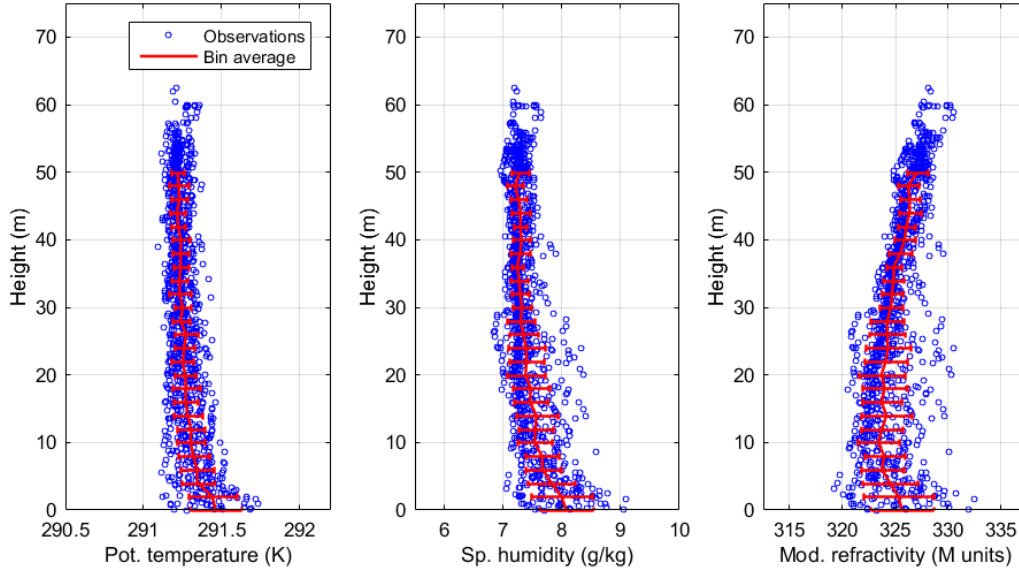 Observations
Bin average
70
60
50
40
30
20
10
0
Height (m)
290.5 291 291.5 292
Pot. temperature (K)
70
60
50
40
30
20
10
0
Height (m)
6 7 8 9 10
Sp. humidity (g/kg)
70
60
50
40
30
20
10
0
Height (m)
315 320 325 330 335
Mod. refractivity (M units)